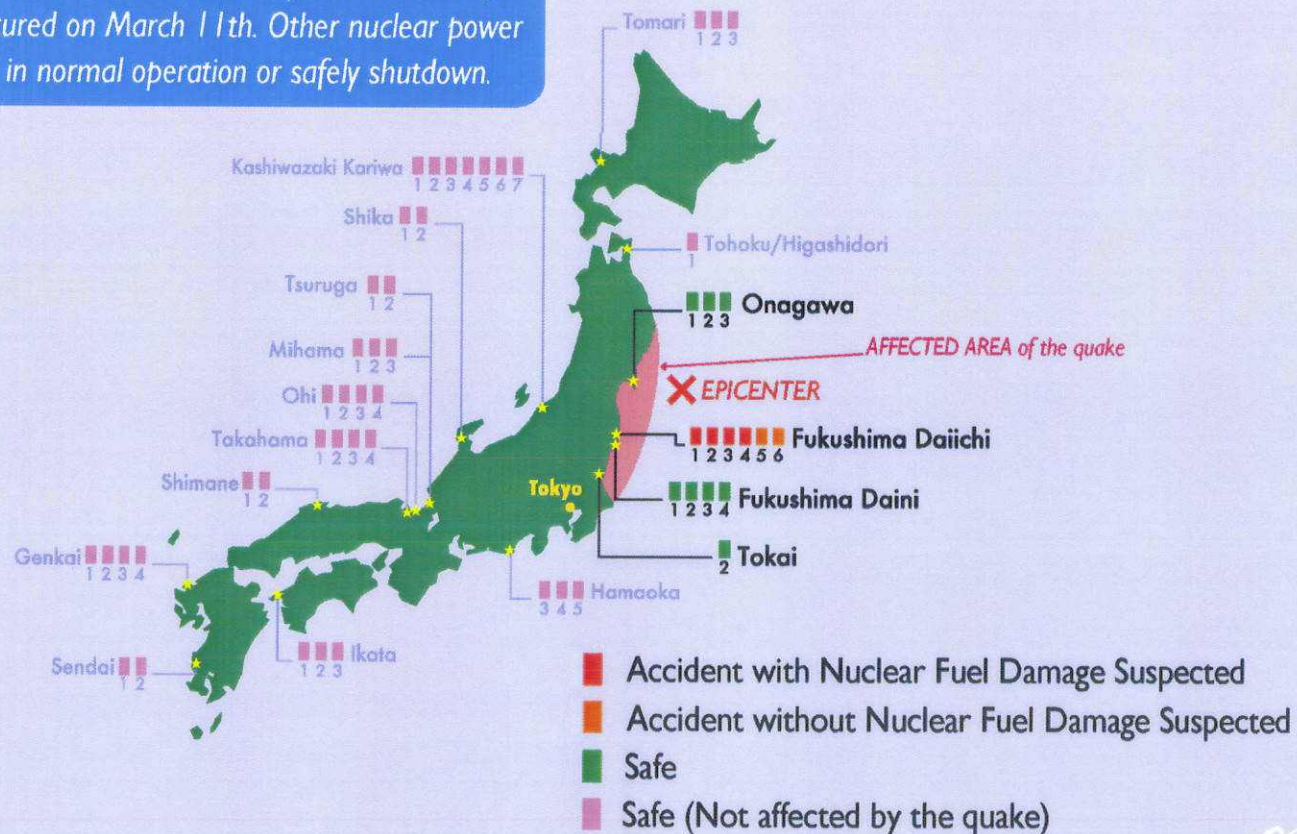 tured on March 11th. Other nuclear power
in normal operation or safely shutdown.
Tomari
1 2 3
Kashiwazaki Kariwa
1 2 3 4 5 6 7
Shika
1 2
Tohoku/Higashidori
1
Tsuruga
1 2
Onagawa
1 2 3
Mihama
1 2 3
AFFECTED AREA of the quake
EPICENTER
Ohi
1 2 3 4
Takahama
1 2 3 4
Fukushima Daiichi
1 2 3 4 5 6
Shimane
1 2
Tokyo
Fukushima Daini
1 2 3 4
Genkai
1 2 3 4
Tokai
2
Hamaoka
3 4 5
Sendai
1 2
Ikata
1 2 3
Accident with Nuclear Fuel Damage Suspected
Accident without Nuclear Fuel Damage Suspected
Safe
Safe (Not affected by the quake)